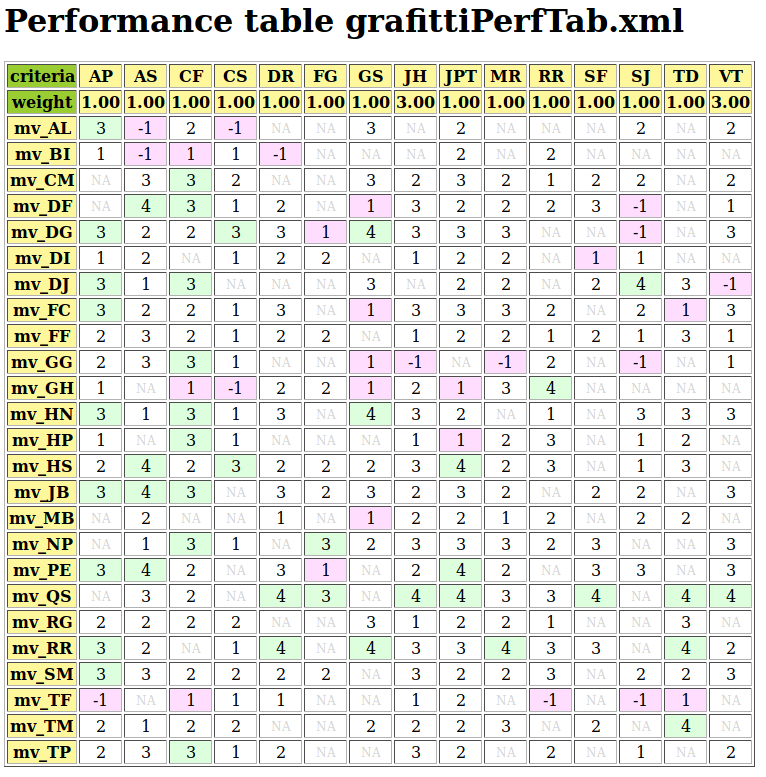 Performance table grafittiPerfTab.xml
criteria AP AS CF CS DR FG GS JH JPT MR RR SF SJ TD VT
weight 1.00 1.00 1.00 1.00 1.00 1.00 1.00 3.00 1.00 1.00 1.00 1.00 1.00 1.00 3.00
mv_AL 3 -1 2 -1 NA NA 3 NA 2 NA NA NA 2 NA 2
mv_BI 1 -1 1 1 -1 NA NA NA 2 NA 2 NA NA NA NA
mv_CM NA 3 3 2 NA NA 3 2 3 2 1 2 2 NA 2
mv_DF NA 4 3 1 2 NA 1 3 2 2 2 3 -1 NA 1
mv_DG 3 2 2 3 3 1 4 3 3 3 NA NA -1 NA 3
mv_DI 1 2 NA 1 2 2 NA 1 2 2 NA 1 1 NA NA
mv_DJ 3 1 3 NA NA NA 3 NA 2 2 NA 2 4 3 -1
mv_FC 3 2 2 1 3 NA 1 3 3 3 2 NA 2 1 3
mv_FF 2 3 2 1 2 2 NA 1 2 2 1 2 1 3 1
mv_GG 2 3 3 1 NA NA 1 -1 NA -1 2 NA -1 NA 1
mv_GH 1 NA 1 -1 2 2 1 2 1 3 4 NA NA NA NA
mv_HN 3 1 3 1 3 NA 4 3 2 NA 1 NA 3 3 3
mv_HP 1 NA 3 1 NA NA NA 1 1 2 3 NA 1 2 NA
mv_HS 2 4 2 3 2 2 2 3 4 2 3 NA 1 3 NA
mv_JB 3 4 3 NA 3 2 3 2 3 2 NA 2 2 NA 3
mv_MB NA 2 NA NA 1 NA 1 2 2 1 2 NA 2 2 NA
mv_NP NA 1 3 1 NA 3 2 3 3 3 2 3 NA NA 3
mv_PE 3 4 2 NA 3 1 NA 2 4 2 NA 3 3 NA 3
mv_QS NA 3 2 NA 4 3 NA 4 4 3 3 4 NA 4 4
mv_RG 2 2 2 2 NA NA 3 1 2 2 1 NA NA 3 NA
mv_RR 3 2 NA 1 4 NA 4 3 3 4 3 3 NA 4 2
mv_SM 3 3 2 2 2 2 NA 3 2 2 3 NA 2 2 3
mv_TF -1 NA 1 1 1 NA NA 1 2 NA -1 NA -1 1 NA
mv_TM 2 1 2 2 NA NA 2 2 2 3 NA 2 NA 4 NA
mv_TP 2 3 3 1 2 NA NA 3 2 NA 2 NA 1 NA 2